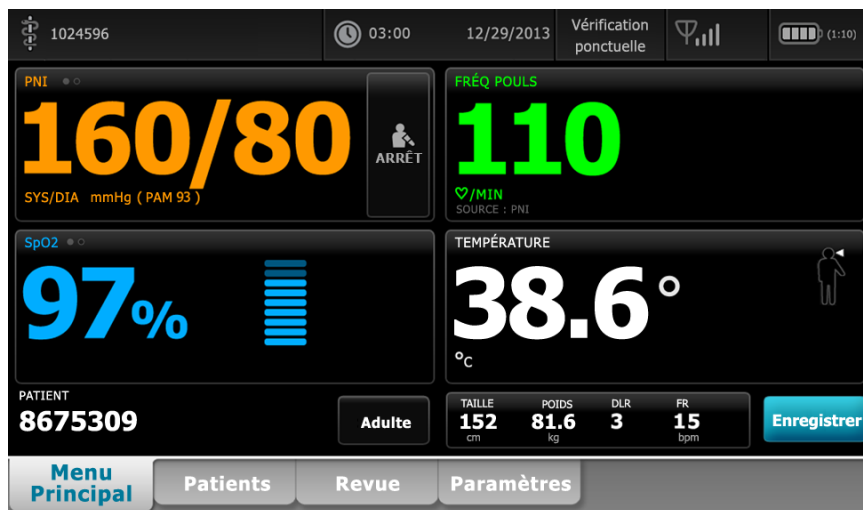 1024596
03:00
12/29/2013
Vérification
ponctuelle
(1:10)
PNI
160/80
ARRÊT
SYS/DIA mmHg ( PAM 93 )
FRÉQ POULS
110
/MIN
SOURCE : PNI
SpO2
97%
TEMPÉRATURE
38.6°
°C
PATIENT
8675309
Adulte
TAILLE POIDS DLR FR
152 81.6 3 15
cm kg bpm
Enregistrer
Menu
Principal
Patients
Revue
Paramètres